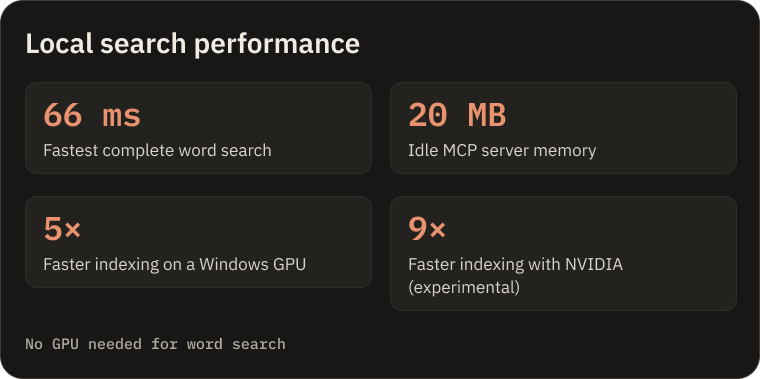 Local search performance
66 ms
Fastest complete word search
20 MB
Idle MCP server memory
5×
Faster indexing on a Windows GPU
9×
Faster indexing with NVIDIA
(experimental)
No GPU needed for word search